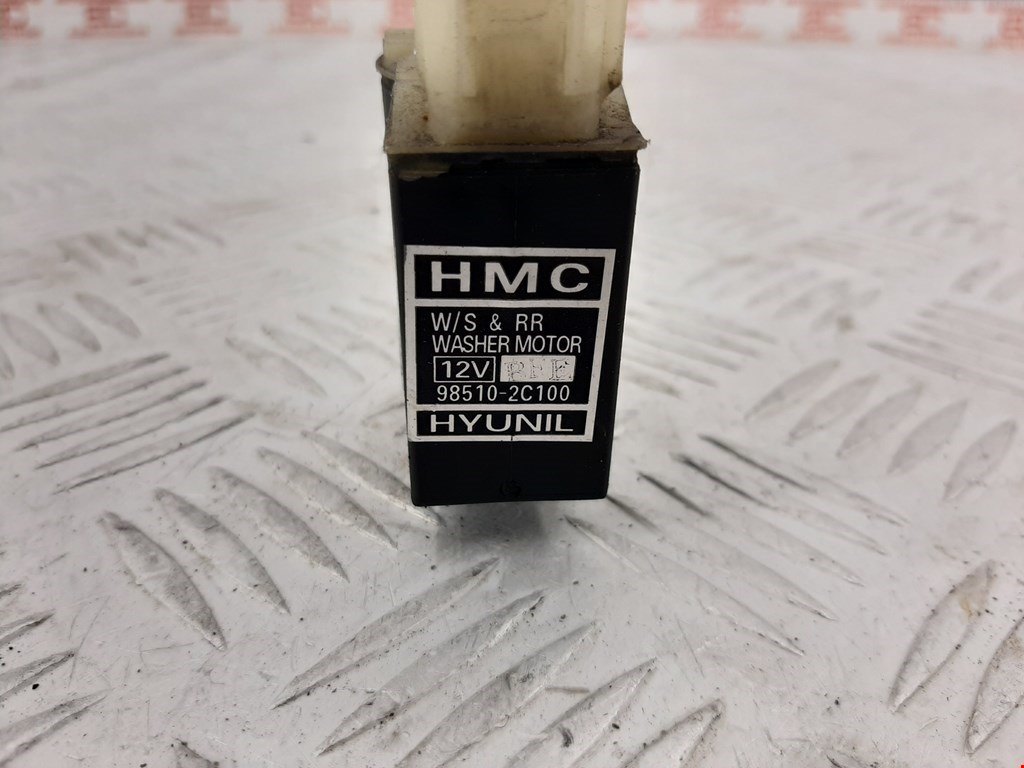 HMC
W/S & RR
WASHER MOTOR
12V
98510-2C100
HYUNIL